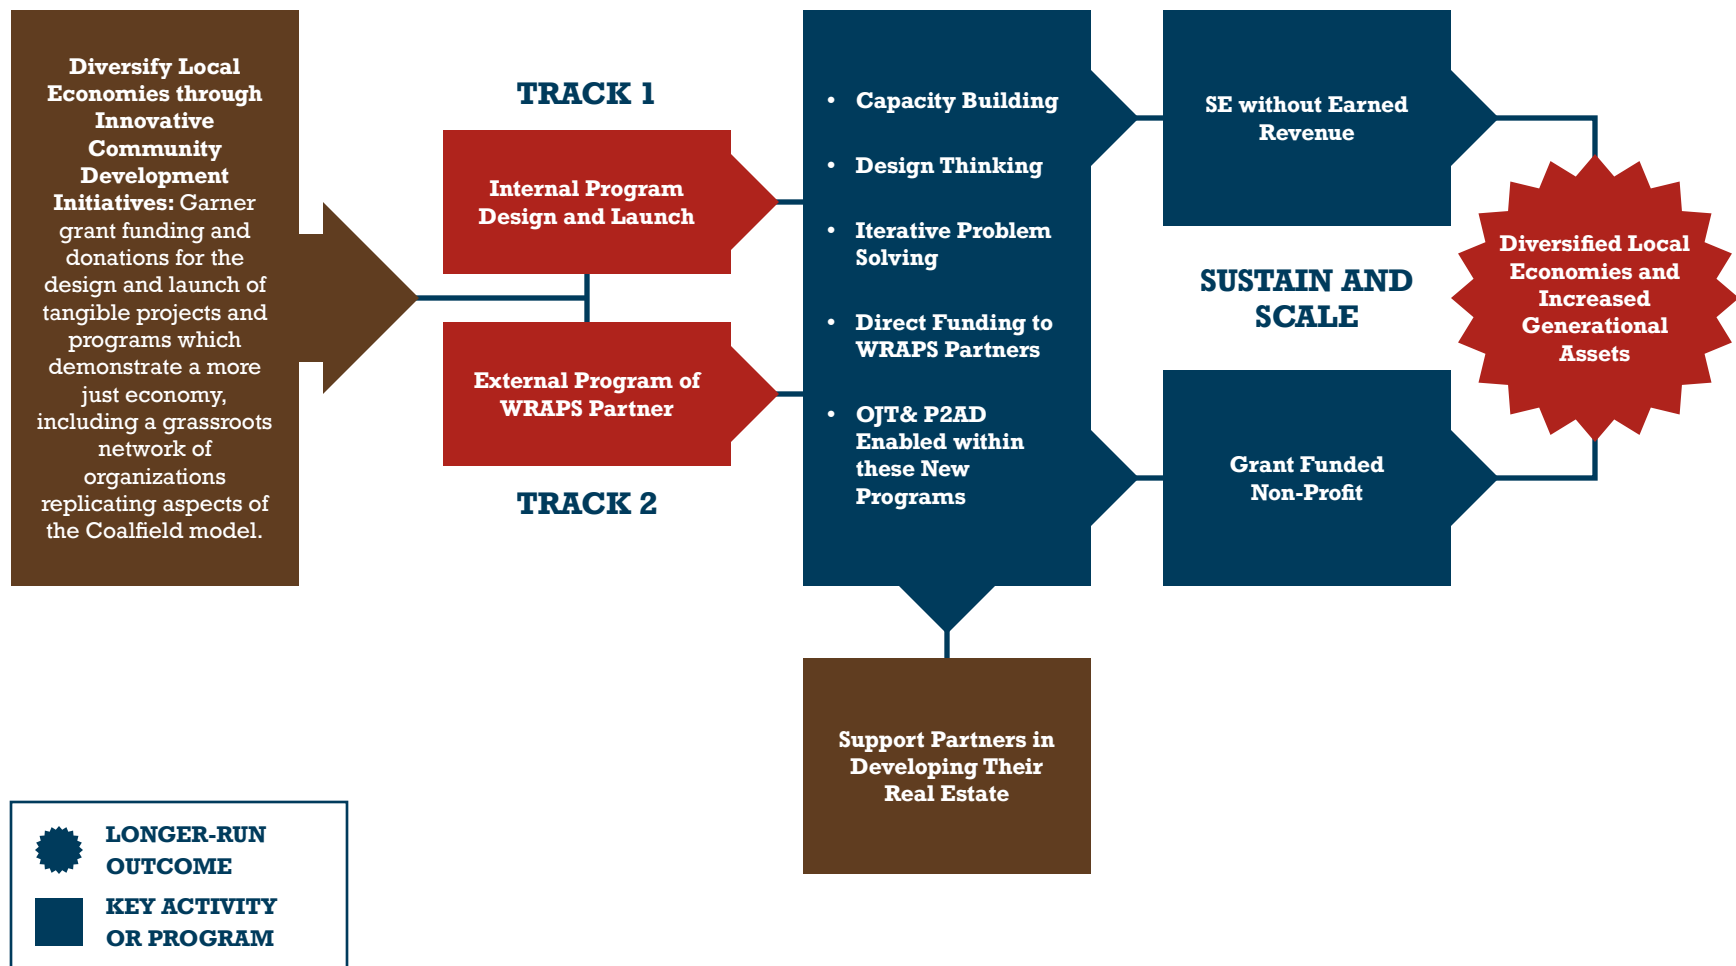 Diversify Local
Economies through
Innovative
Community
Development
Initiatives: Garner
grant funding and
donations for the
design and launch of
tangible projects and
programs which
demonstrate a more
just economy,
including a grassroots
network of
organizations
replicating aspects of
the Coalfield model.
TRACK 1
Internal Program
Design and Launch
External Program of
WRAPS Partner
TRACK 2
• Capacity Building
• Design Thinking
• Iterative Problem
Solving
• Direct Funding to
WRAPS Partners
• OJT& P2AD
Enabled within
these New
Programs
SE without Earned
Revenue
SUSTAIN AND
SCALE
Grant Funded
Non-Profit
Diversified Local
Economies and
Increased
Generational
Assets
Support Partners in
Developing Their
Real Estate
LONGER-RUN
OUTCOME
KEY ACTIVITY
OR PROGRAM